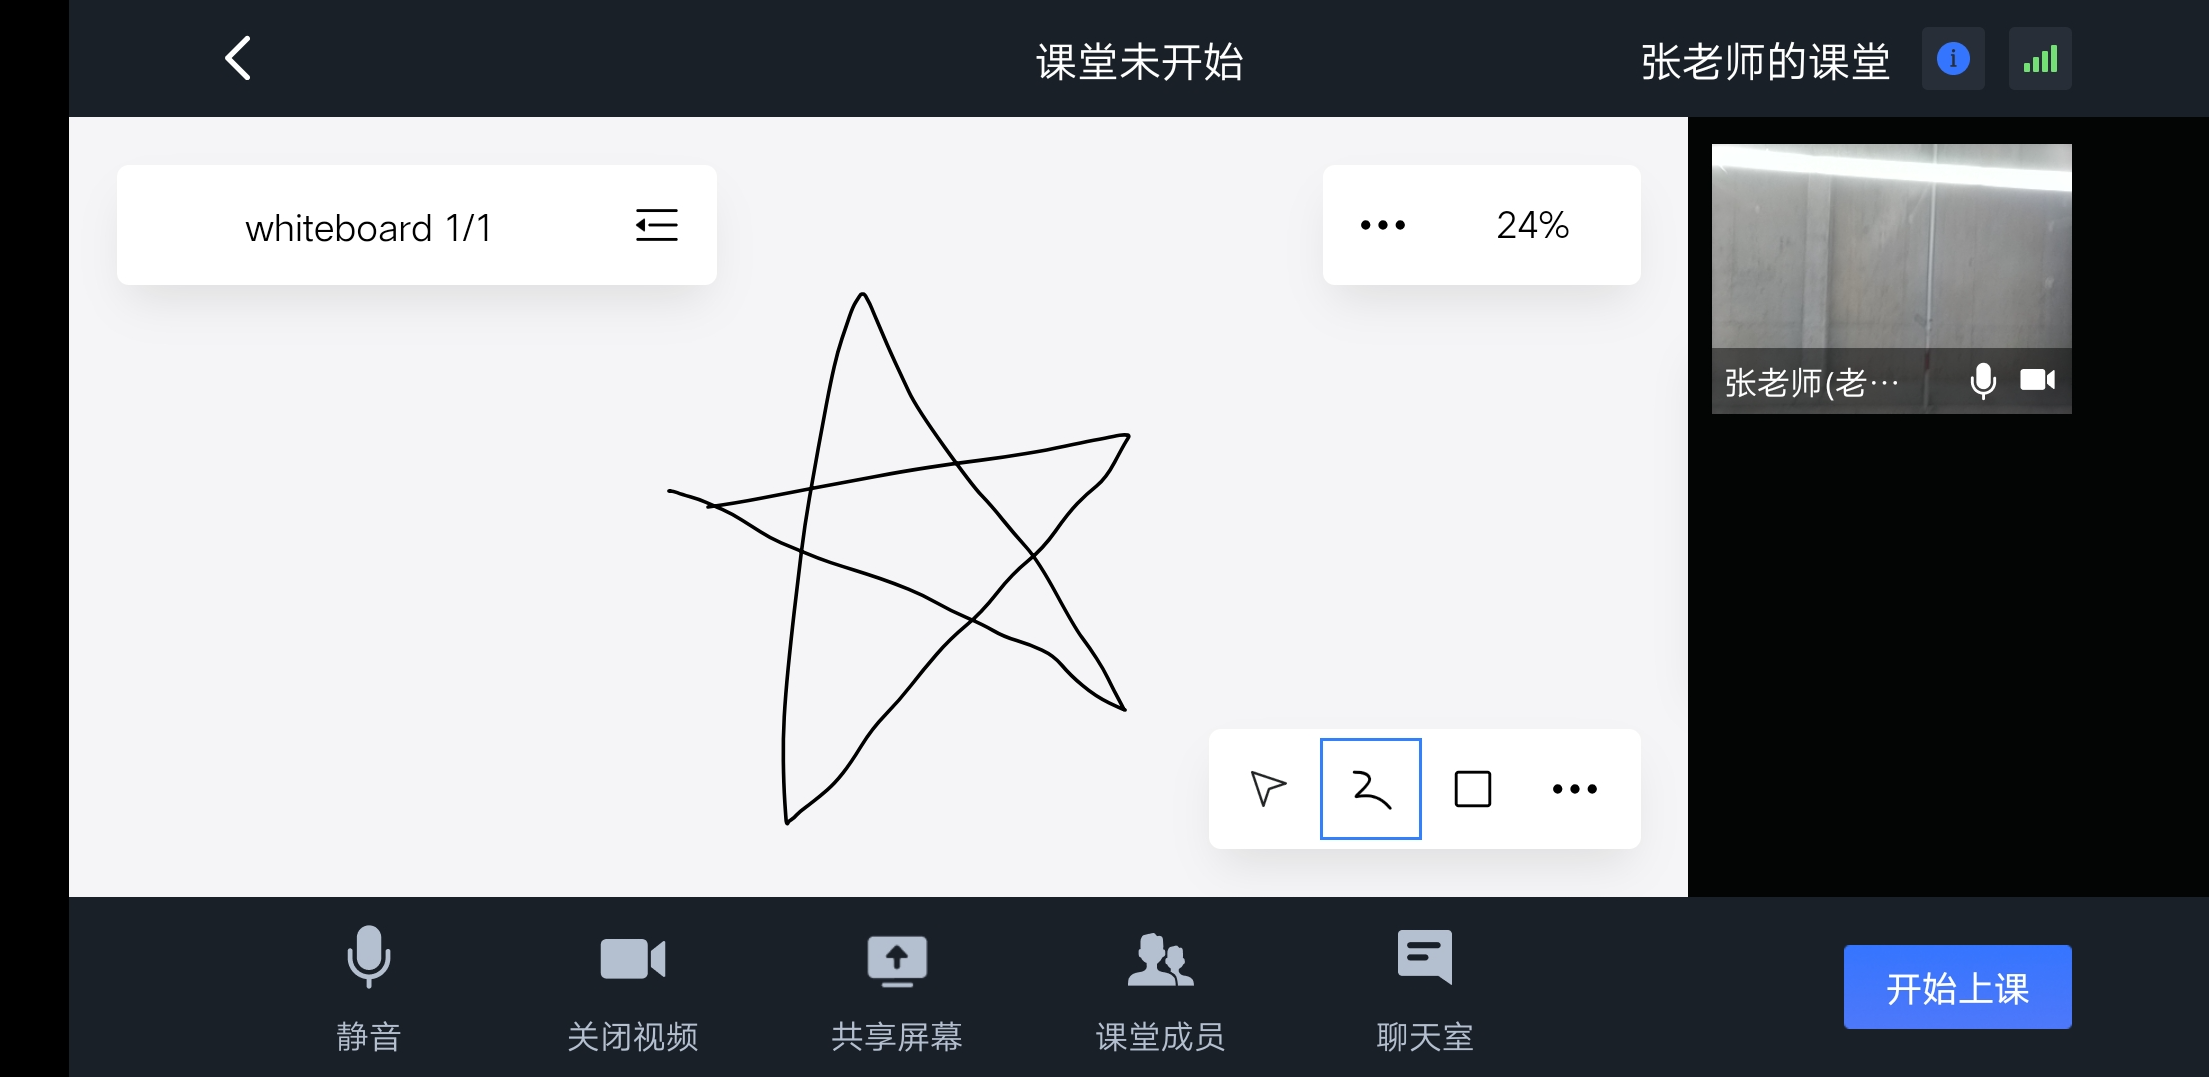 课堂未开始
张老师的课堂
whiteboard 1/1
24%
张老师(老…
静音
关闭视频
共享屏幕
课堂成员
聊天室
开始上课